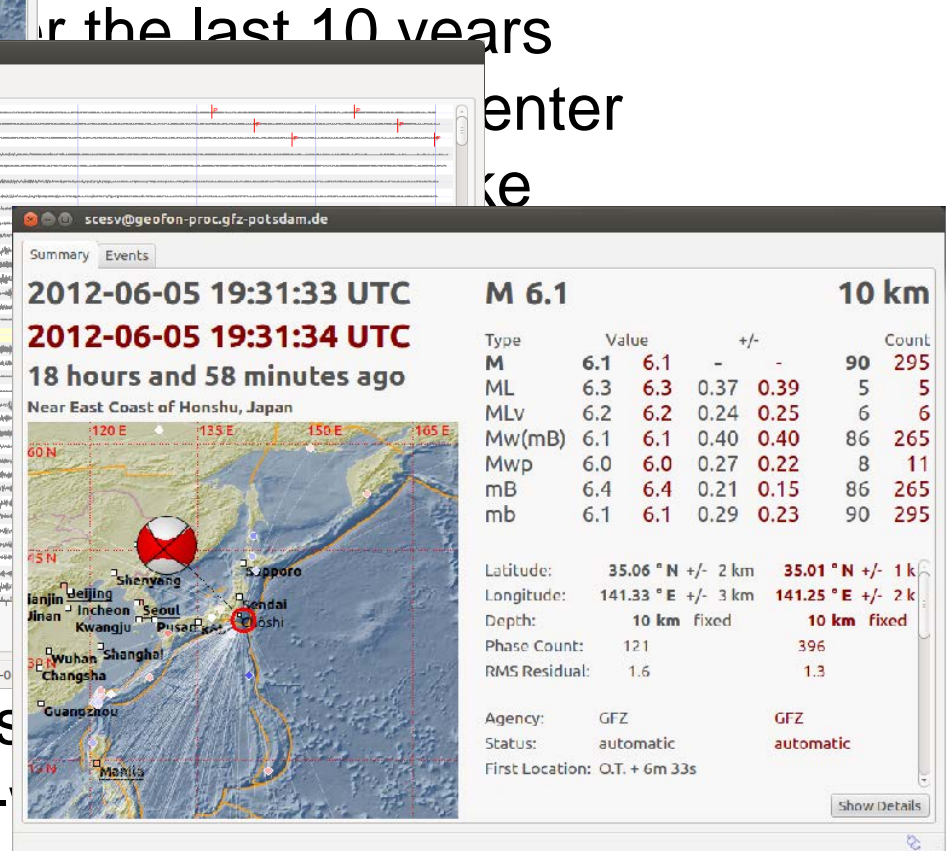 the last 10 years
scesv@geofon-proc.gfz-potsdam.de
Summary Events
2012-06-05 19:31:33 UTC
2012-06-05 19:31:34 UTC
18 hours and 58 minutes ago
Near East Coast of Honshu, Japan
120 E 135 E 150 E 165 E
60 N
45 N
Shenyang
Sapporo
Beijing
Sendai
Jinan Incheon Seoul
Kwangju Pusan
Wuhan Shanghai
Changsha
Guangzhou
Manila
M 6.1 10 km
Type Value +/- Count
M 6.1 6.1 - - 90 295
ML 6.3 6.3 0.37 0.39 5 5
MLv 6.2 6.2 0.24 0.25 6 6
Mw(mB) 6.1 6.1 0.40 0.40 86 265
Mwp 6.0 6.0 0.27 0.22 8 11
mB 6.4 6.4 0.21 0.15 86 265
mb 6.1 6.1 0.29 0.23 90 295
Latitude: 35.06 ° N +/- 2 km 35.01 ° N +/- 1 k
Longitude: 141.33 ° E +/- 3 km 141.25 ° E +/- 2 k
Depth: 10 km fixed 10 km fixed
Phase Count: 121 396
RMS Residual: 1.6 1.3
Agency: GFZ GFZ
Status: automatic automatic
First Location: O.T. + 6m 33s
Show Details